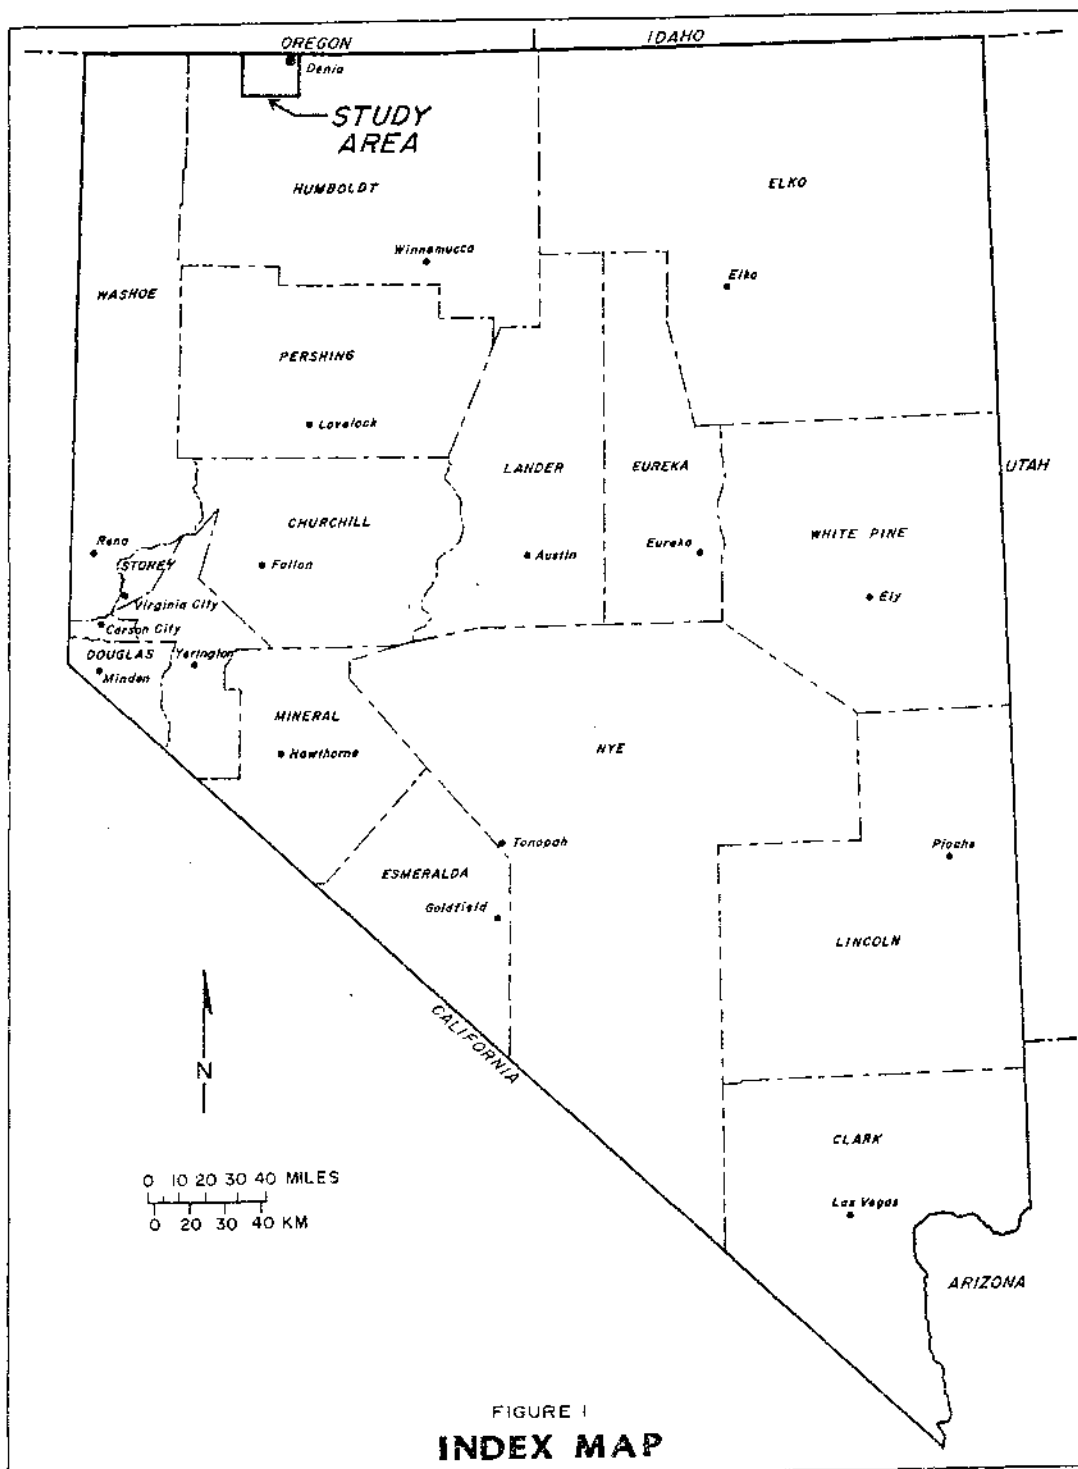 OREGON
IDAHO
Denio
STUDY
AREA
HUMBOLDT
ELKO
Winnemucca
Elko
WASHOE
PERSHING
Lovelock
LANDER
EUREKA
UTAH
CHURCHILL
WHITE PINE
Reno
STOREY
Fallon
Austin
Eureka
Virginia City
Ely
Carson City
DOUGLAS
Yerington
Minden
MINERAL
NYE
Hawthorne
Tonopah
Pioche
ESMERALDA
Goldfield
LINCOLN
CALIFORNIA
N
CLARK
0 10 20 30 40 MILES
0 20 30 40 KM
Las Vegas
ARIZONA
FIGURE 1
INDEX MAP